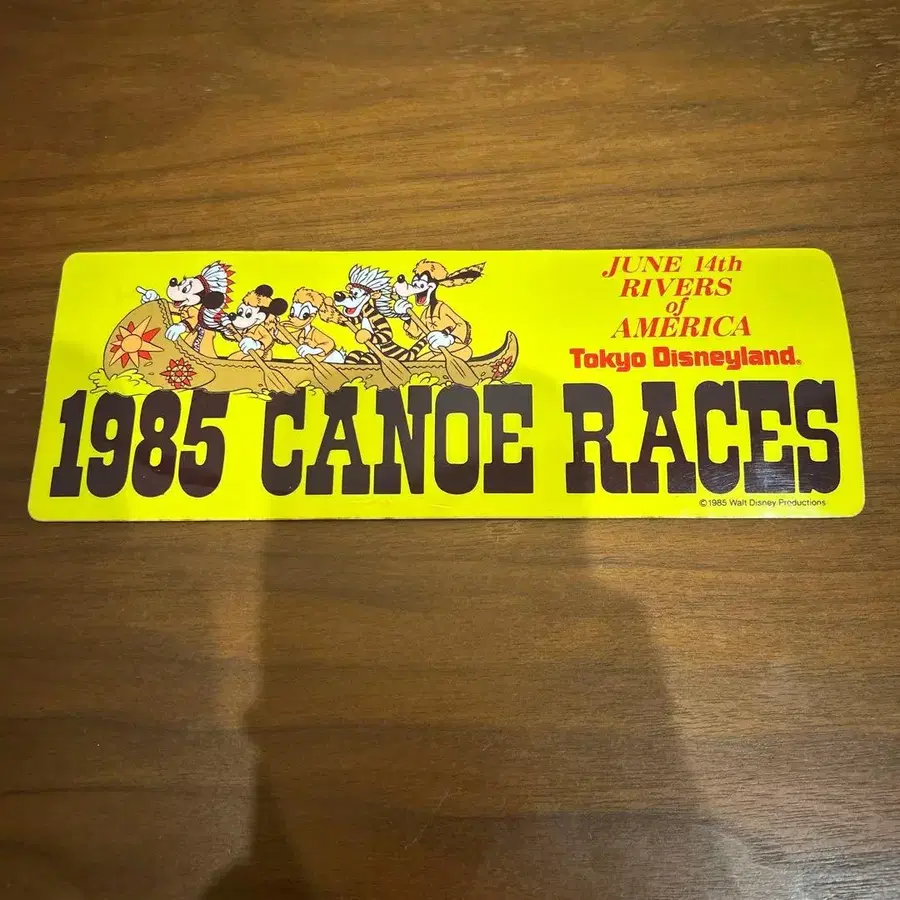 JUNE 14th
RIVERS
of
AMERICA
Tokyo Disneyland®
1985 CANOE RACES
©1985 Walt Disney Productions